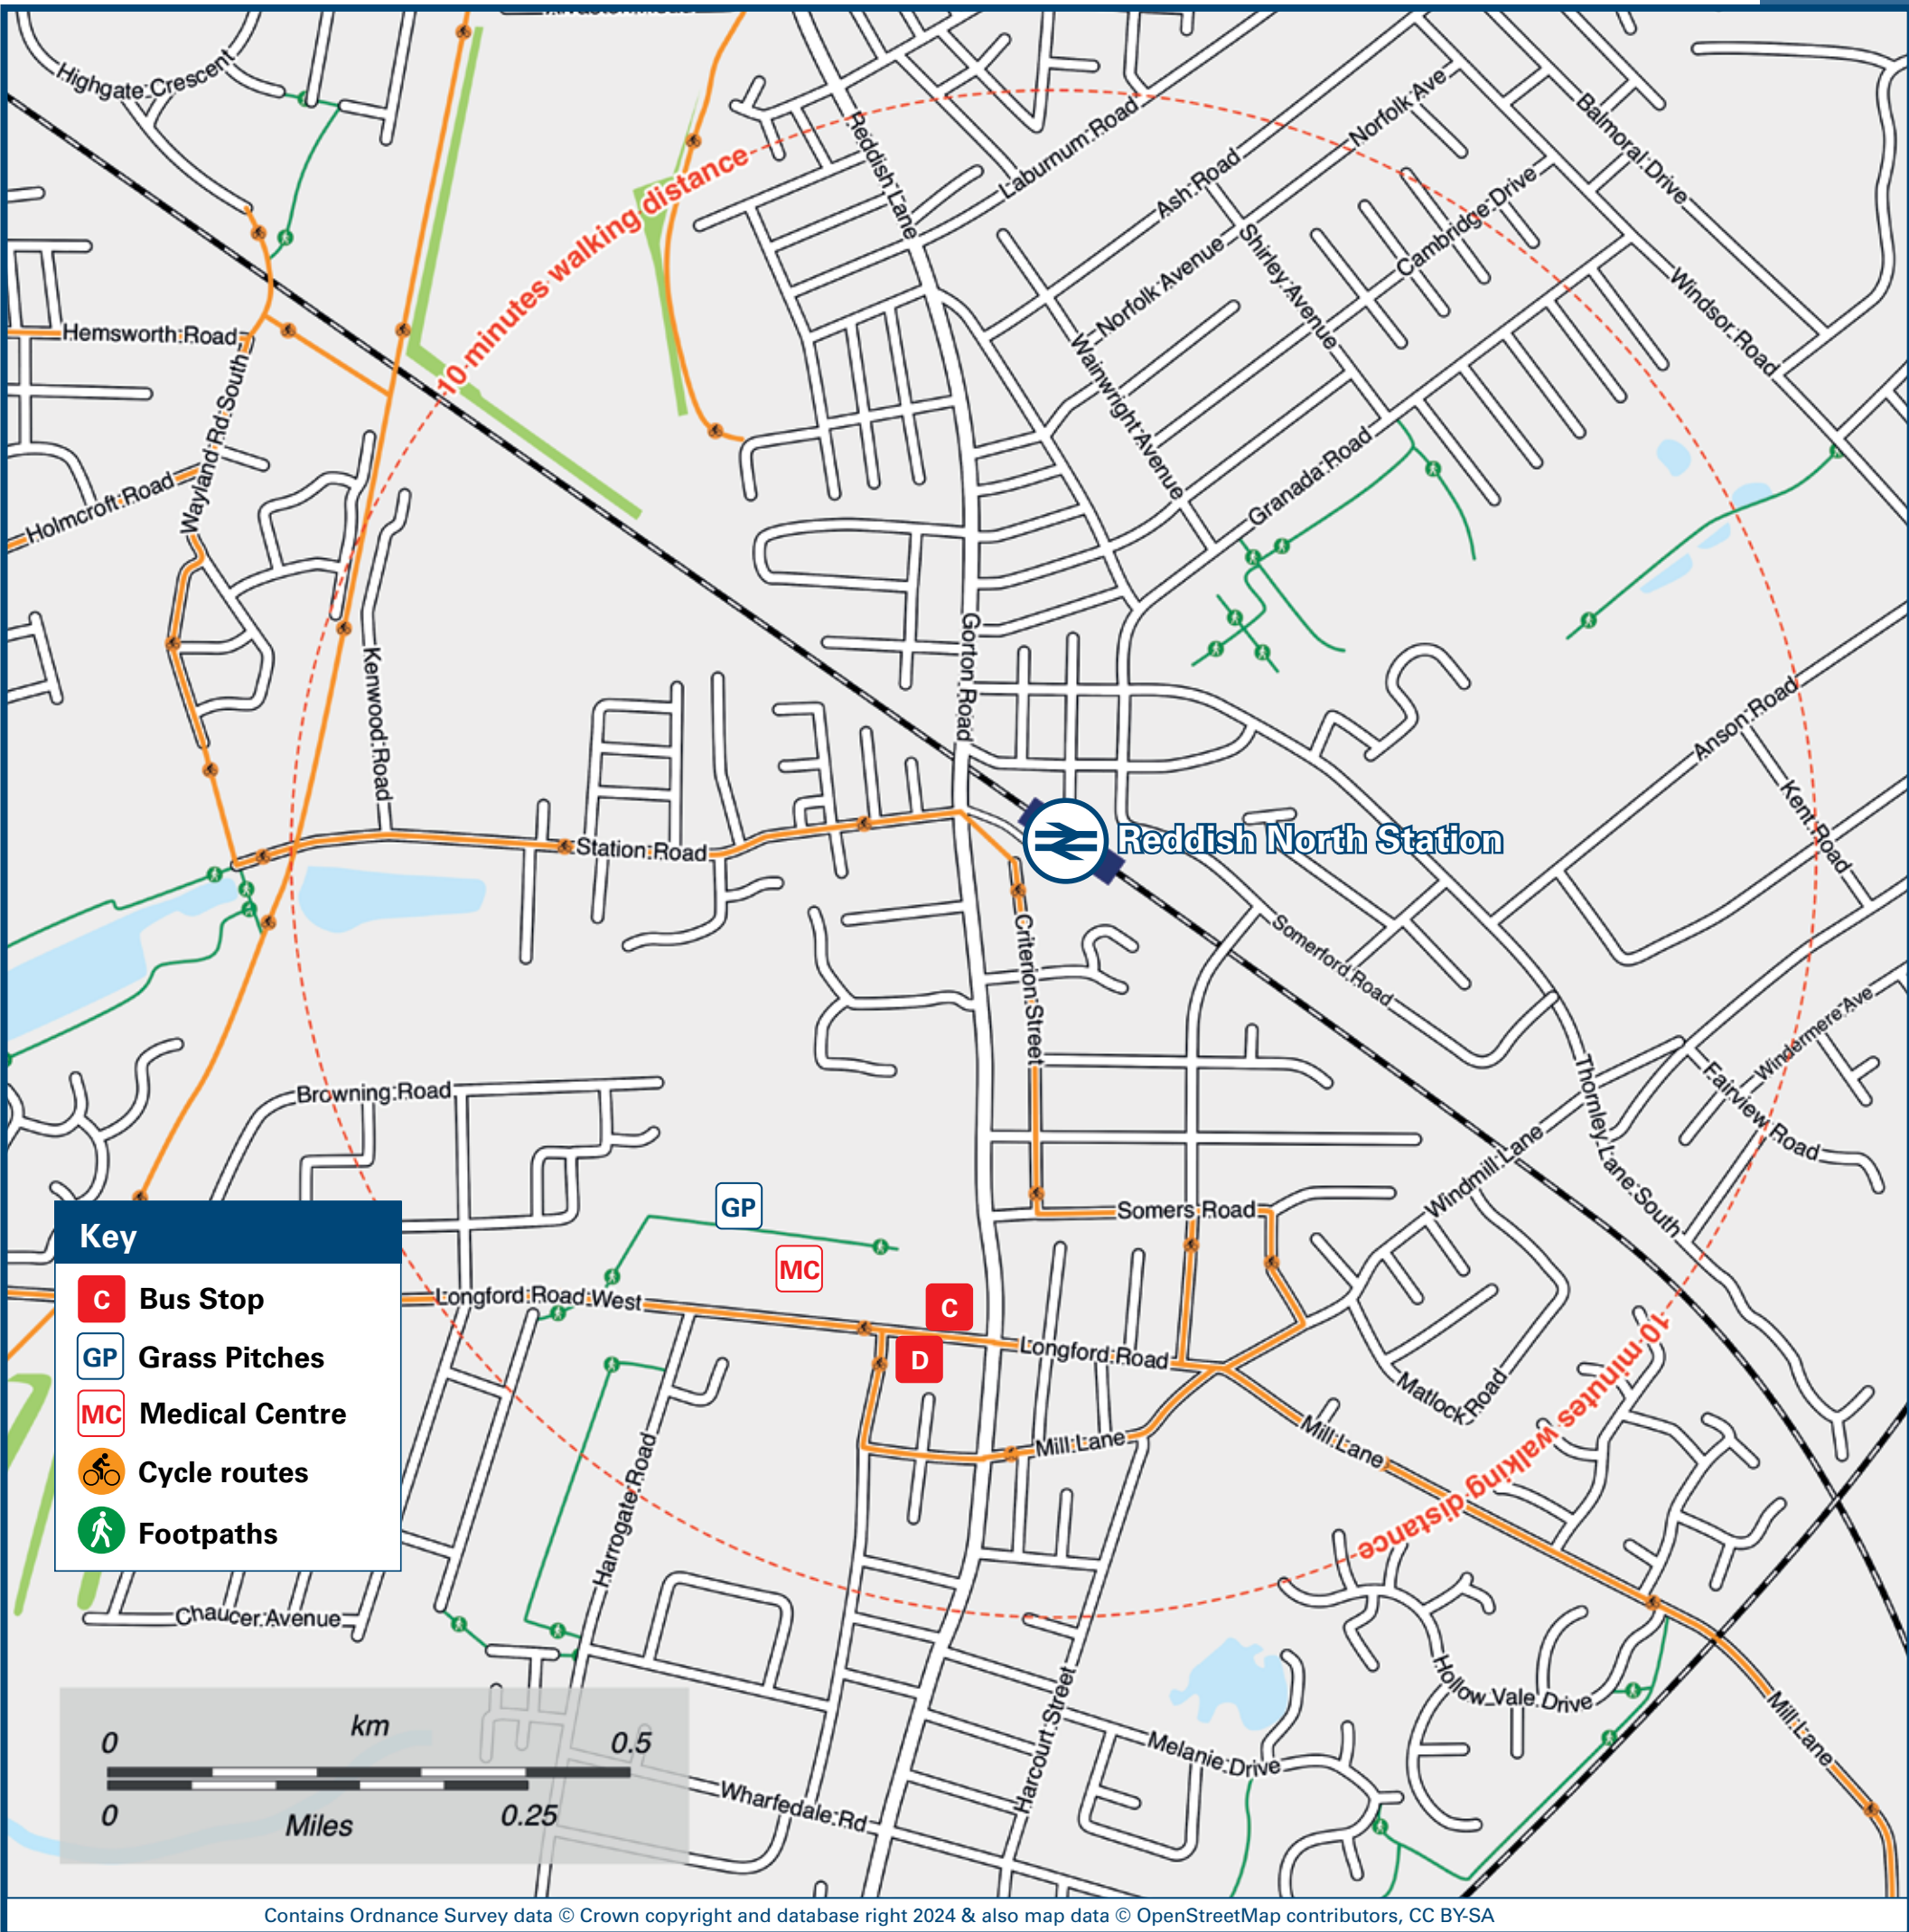 Highgate Crescent
Reddish Lane
Laburnum Road
Norfolk Ave
Balmoral Drive
10 minutes walking distance
Ash Road
Cambridge Drive
Norfolk Avenue
Shirley Avenue
Windsor Road
Hemsworth Road
Wainwright Avenue
Wayland Rd South
Granada Road
Holmcroft Road
Gorton Road
Kenwood Road
Anson Road
Kent Road
Station Road
Reddish North Station
Criterion Street
Somerford Road
Windermere Ave
Browning Road
Fairview Road
Thornley Lane South
Windmill Lane
GP
Somers Road
MC
Longford Road West
C
D
Longford Road
Matlock Road
10 minutes walking distance
Mill Lane
Mill Lane
Harrogate Road
Key
C Bus Stop
GP Grass Pitches
MC Medical Centre
Cycle routes
Footpaths
Chaucer Avenue
Hollow Vale Drive
Harcourt Street
Melanie Drive
Mill Lane
Wharfedale Rd
km
0 0.5
0 0.25
Miles
Contains Ordnance Survey data © Crown copyright and database right 2024 & also map data © OpenStreetMap contributors, CC BY-SA